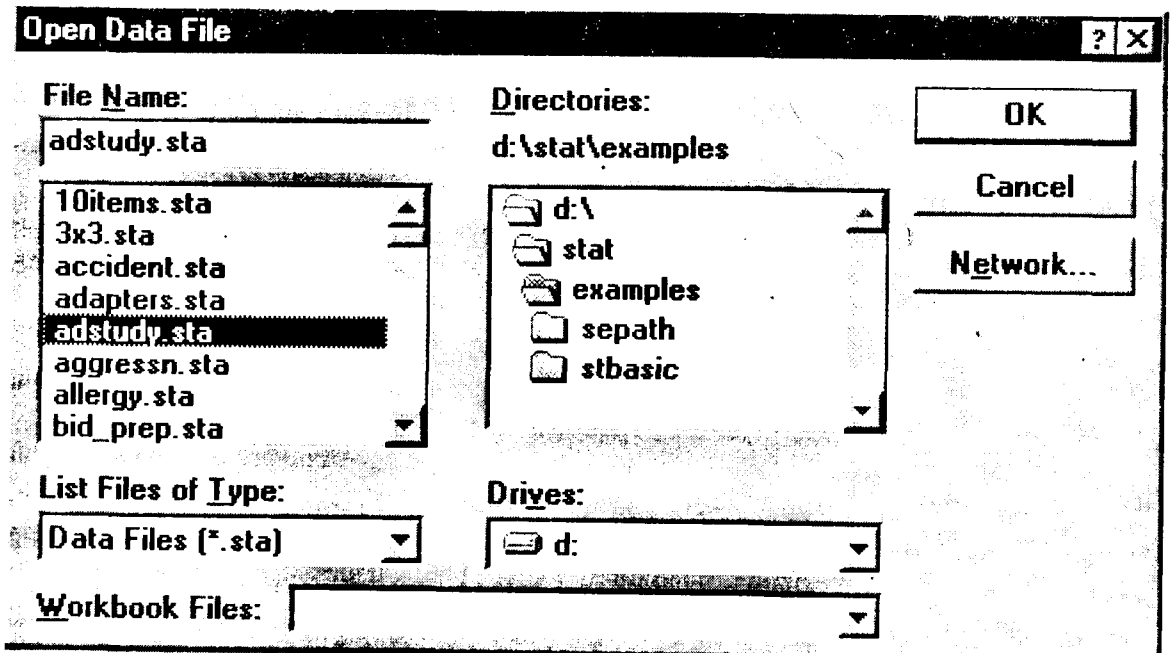 Open Data File
File Name:
adstudy.sta
10items.sta
3x3.sta
accident.sta
adapters.sta
adstudy.sta
aggressn.sta
allergy.sta
bid_prep.sta
List Files of Type:
Data Files (*.sta)
Directories:
d:\stat\examples
d:\
stat
examples
sepath
stbasic
Drives:
d:
Workbook Files:
OK
Cancel
Network...